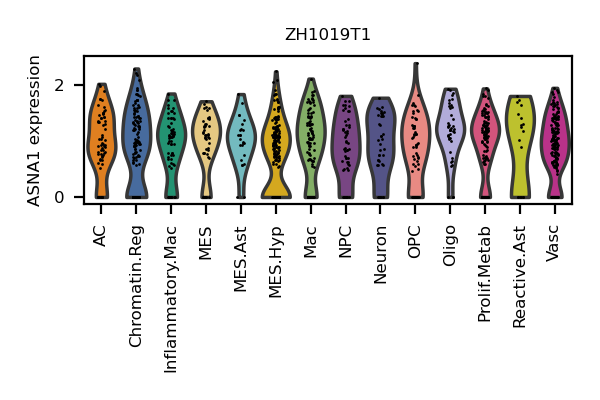 ZH1019T1
ASNA1 expression
2
0
AC
Chromatin.Reg
Inflammatory.Mac
MES
MES.Ast
MES.Hyp
Mac
NPC
Neuron
OPC
Oligo
Prolif.Metab
Reactive.Ast
Vasc